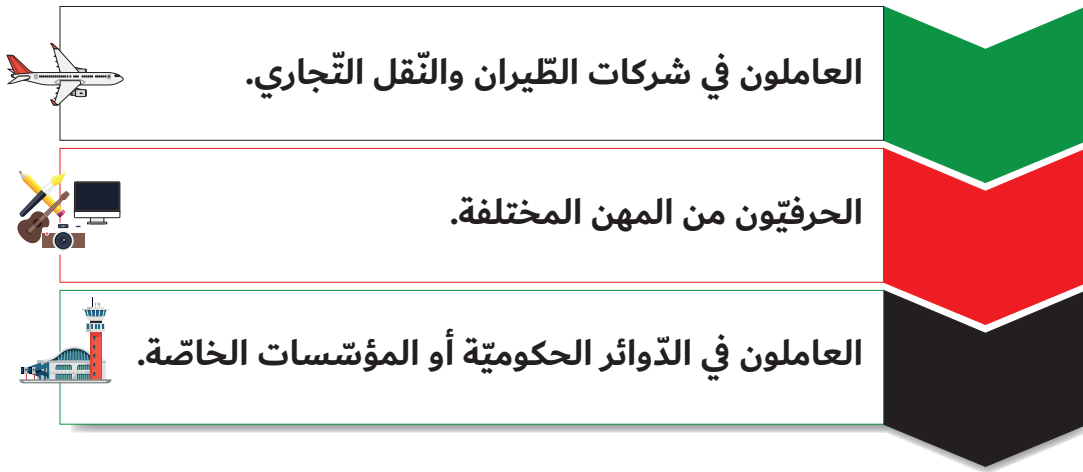 العاملون في شركات الطّيران والنّقل التّجاري.
الحرفيّون من المهن المختلفة.
العاملون في الدّوائر الحكوميّة أو المؤسّسات الخاصّة.